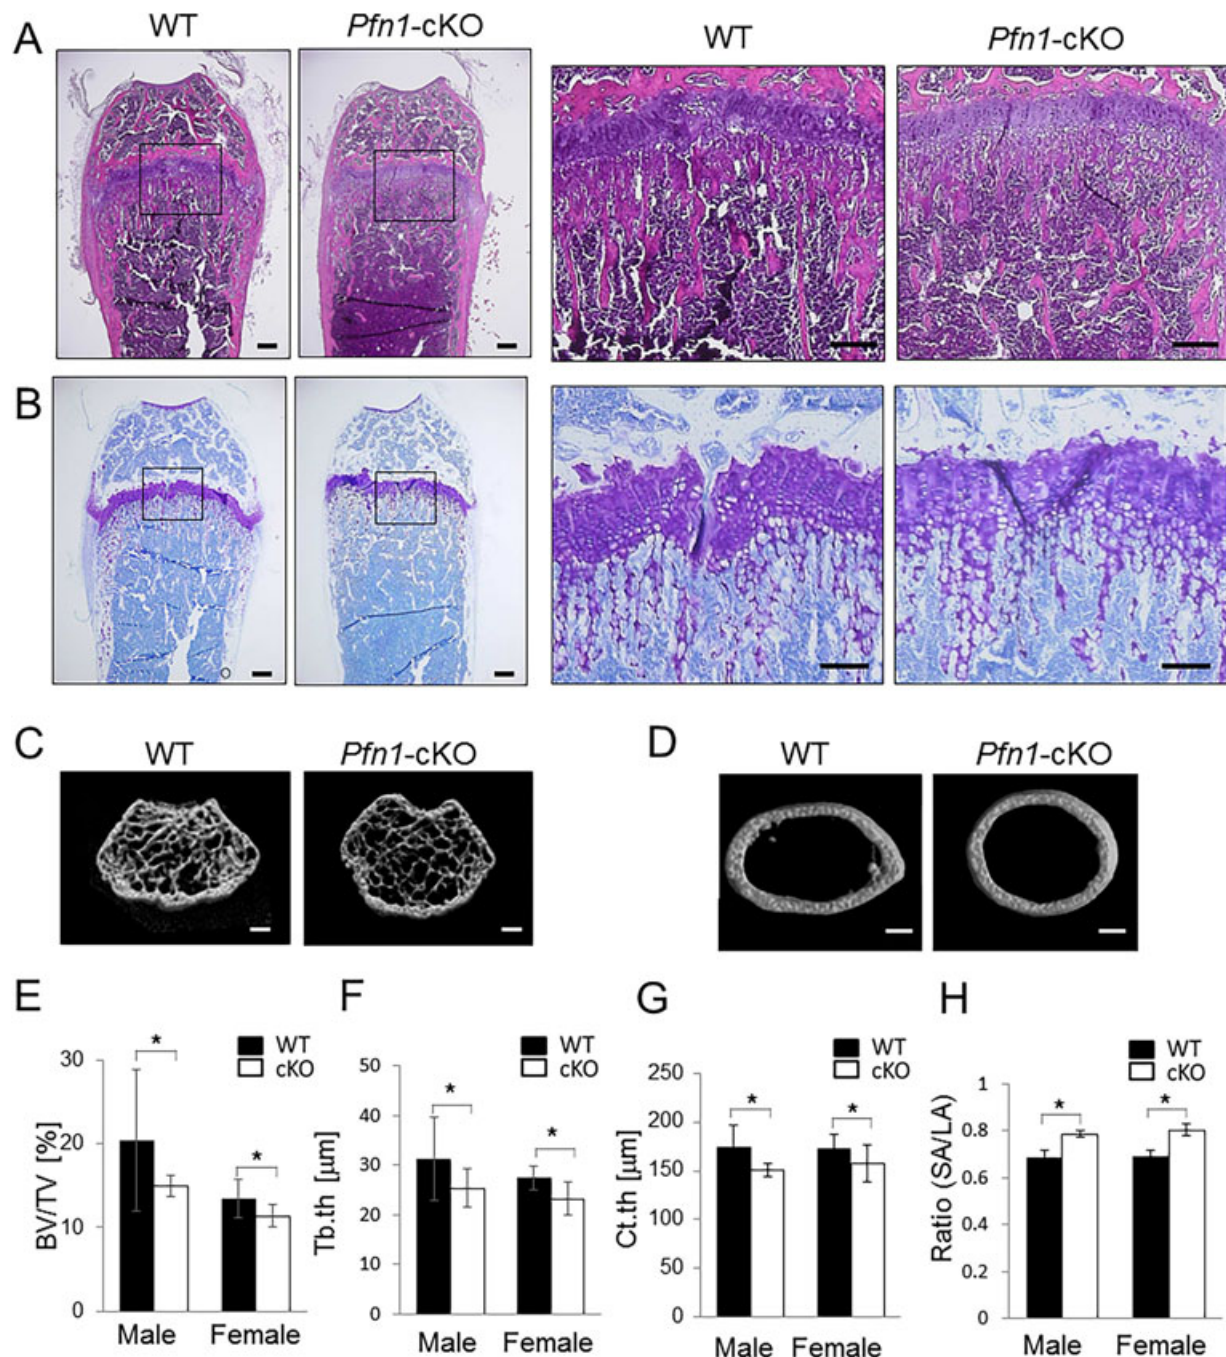 A WT Pfn1-cKO WT Pfn1-cKO
B
C WT Pfn1-cKO D WT Pfn1-cKO
E F G H
WT
cKO
BV/TV [%]
30
20
10
0
*
*
Male Female
WT
cKO
Tb.th [µm]
50
40
30
20
10
0
*
*
Male Female
WT
cKO
Ct.th [µm]
250
200
150
100
50
0
*
*
Male Female
WT
cKO
Ratio (SA/LA)
1
0.8
0.6
0.4
0.2
0
*
*
Male Female